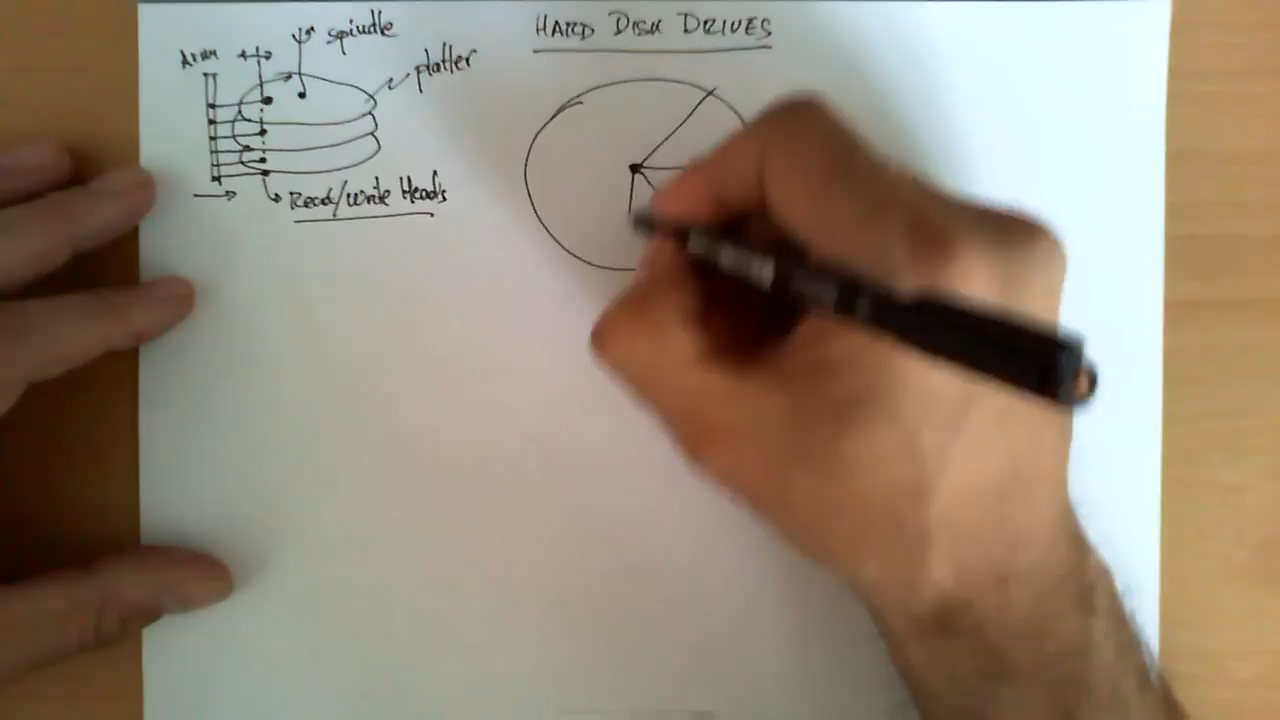 HARD DISK DRIVES
Arm
spindle
platter
Read/Write Heads